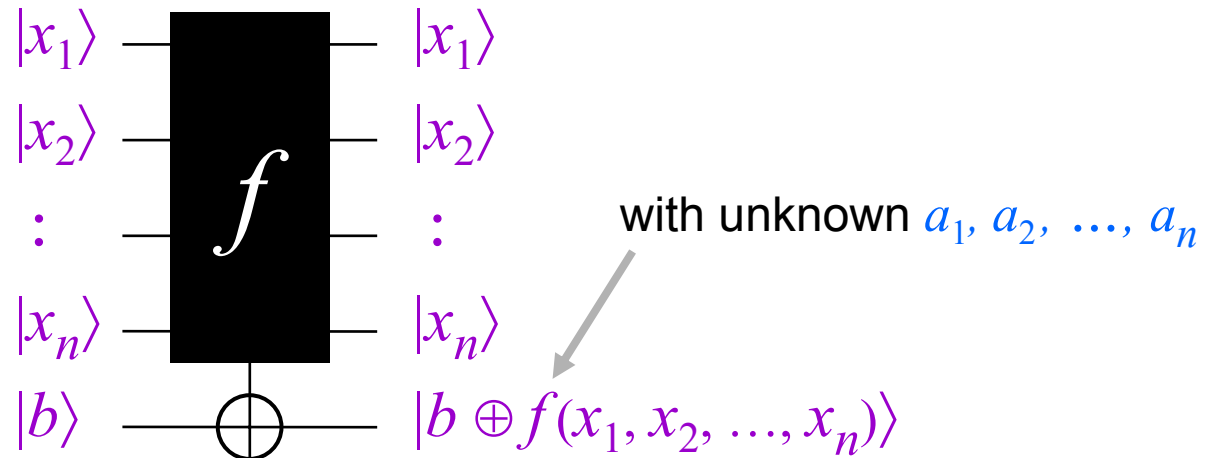 |x₁⟩ |x₁⟩
|x₂⟩ |x₂⟩
f
: : with unknown a₁, a₂, …, aₙ
|xₙ⟩ |xₙ⟩
|b⟩ |b ⊕ f(x₁, x₂, …, xₙ)⟩